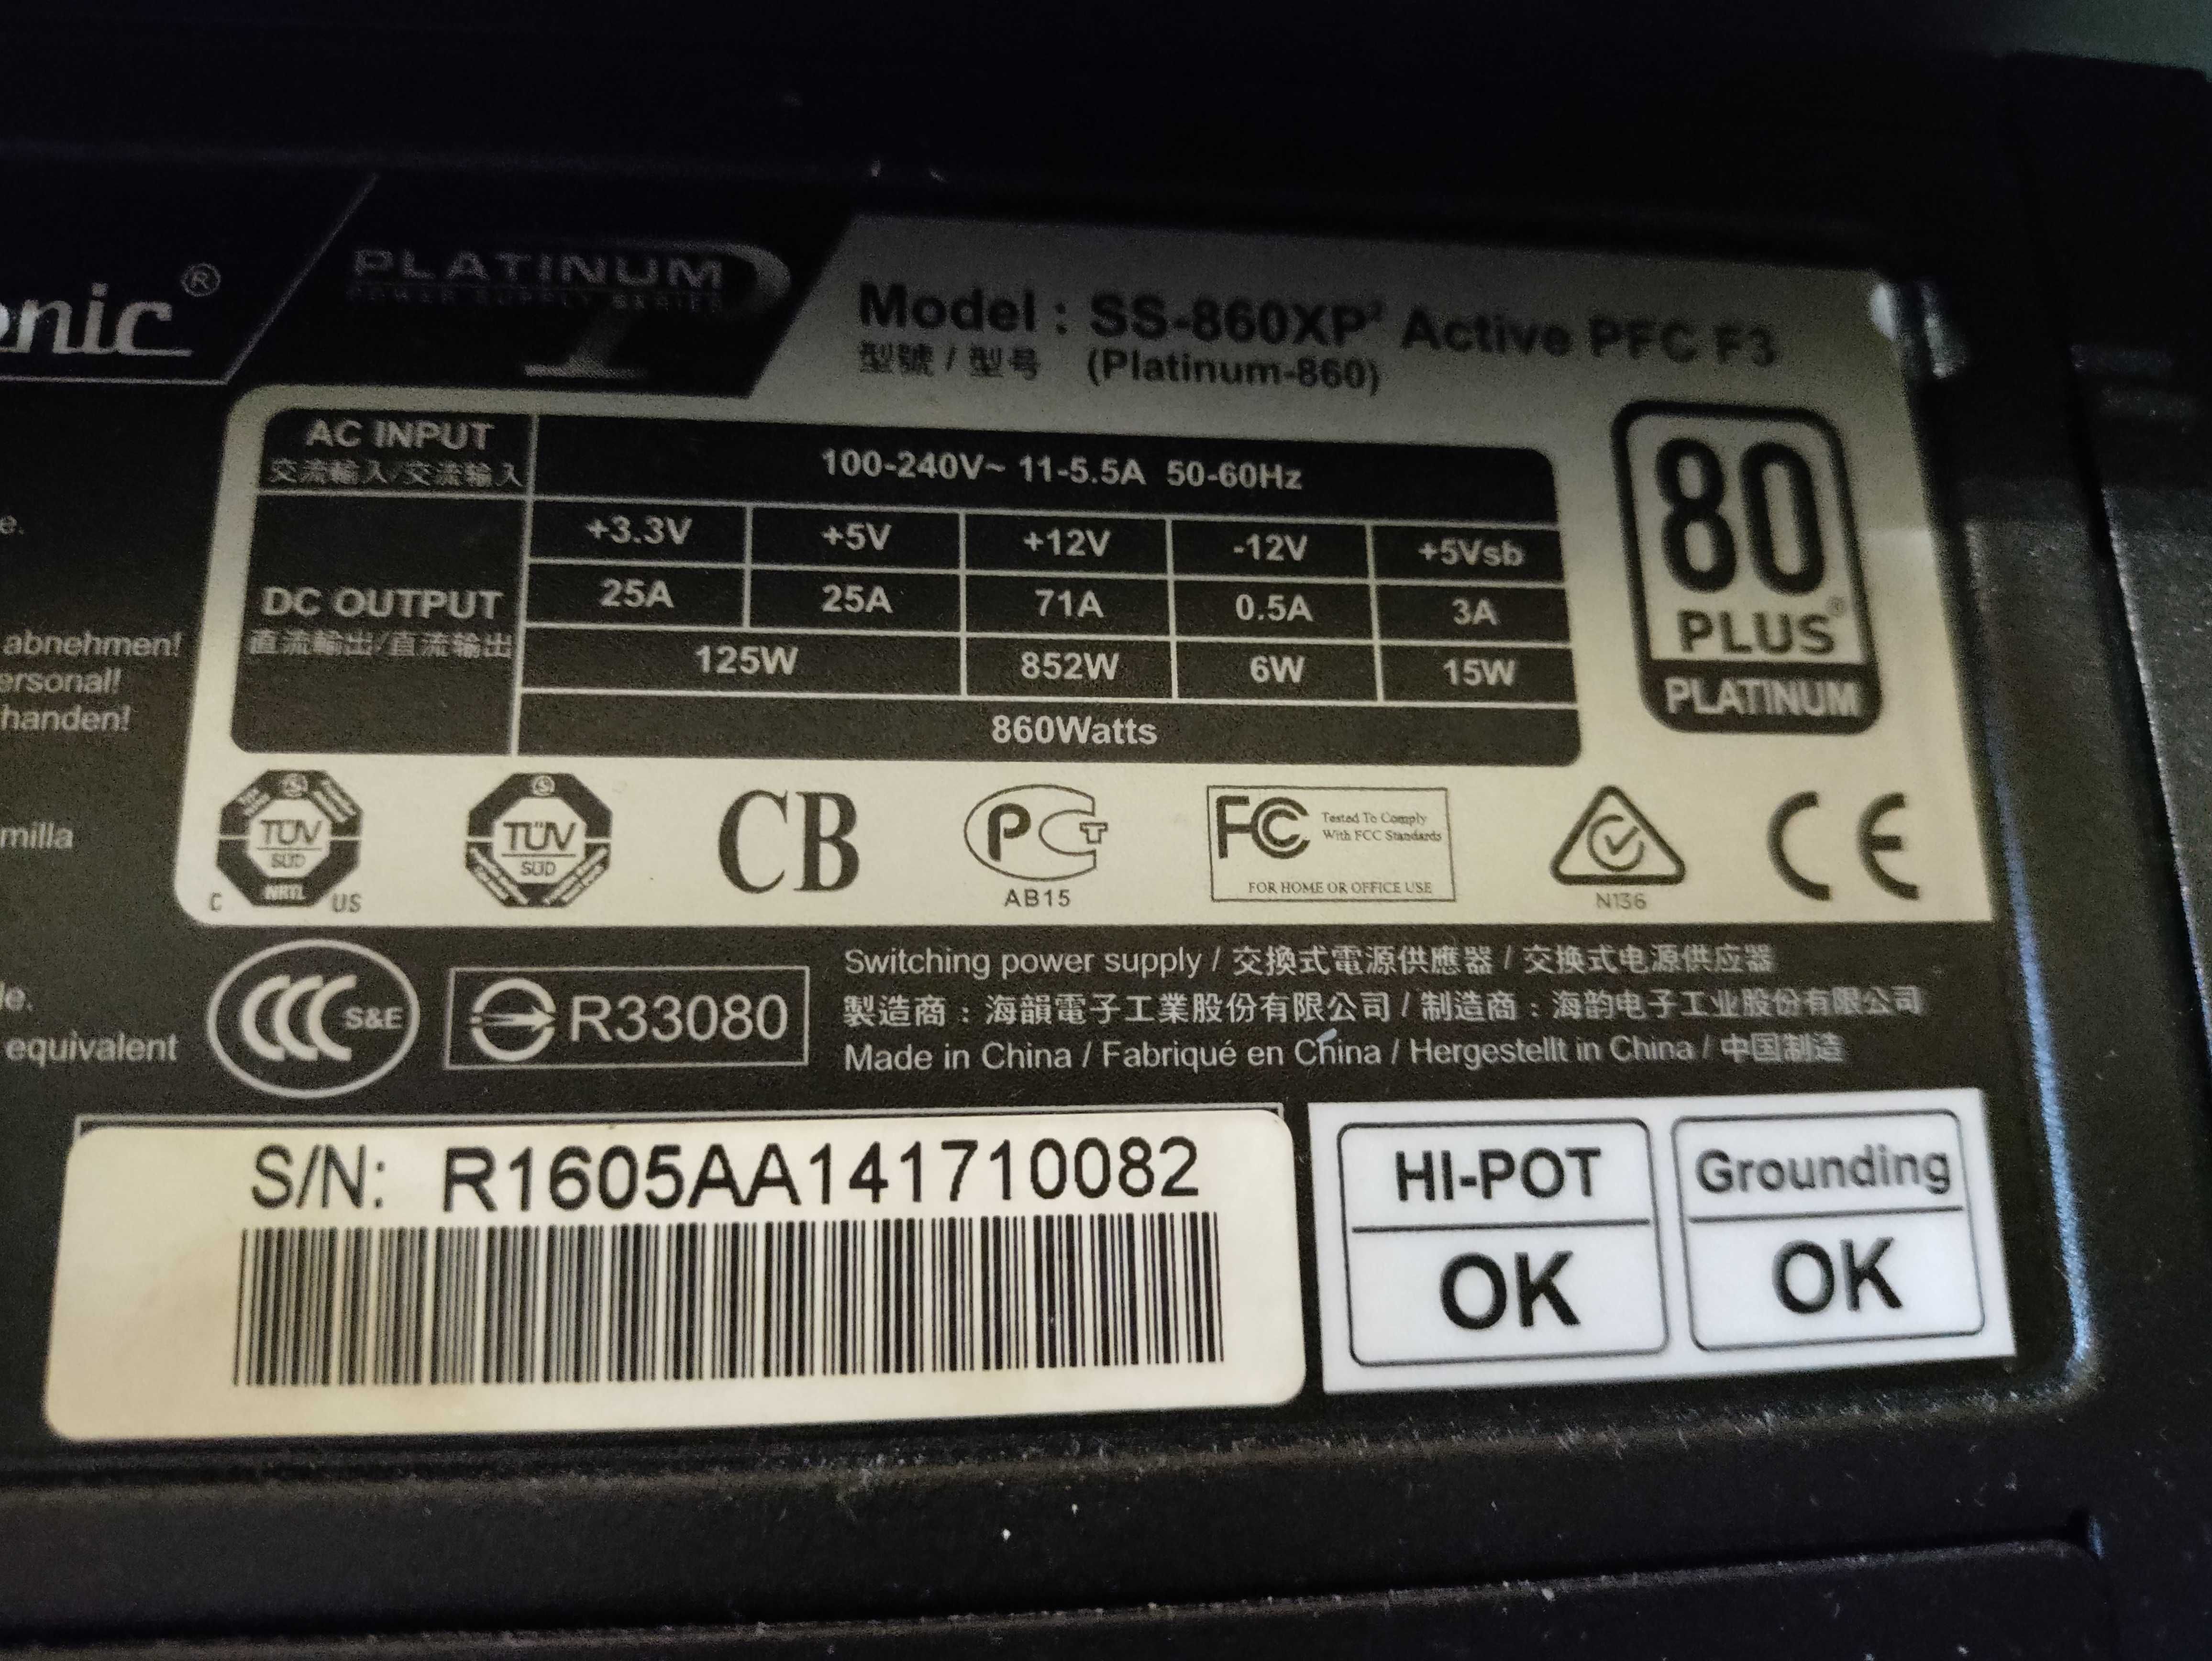 onic®
PLATINUM
POWER SUPPLY SERIES
Model : SS-860XP² Active PFC F3
型號 / 型号 (Platinum-860)
AC INPUT 100-240V~ 11-5.5A 50-60Hz
交流輸入/交流输入
+3.3V +5V +12V -12V +5Vsb
DC OUTPUT 25A 25A 71A 0.5A 3A
直流輸出/直流输出 125W 852W 6W 15W
860Watts
80
PLUS®
PLATINUM
e.
abnehmen!
ersonal!
handen!
milla
le.
equivalent
TÜV
SÜD
NRTL
C US
TÜV
SÜD
CB
PCT
AB15
FC Tested To Comply
With FCC Standards
FOR HOME OR OFFICE USE
N136
CE
CCC S&E
R33080
Switching power supply / 交換式電源供應器 / 交换式电源供应器
製造商：海韻電子工業股份有限公司 / 制造商：海韵电子工业股份有限公司
Made in China / Fabriqué en China / Hergestellt in China / 中国制造
S/N: R1605AA141710082
HI-POT
OK
Grounding
OK